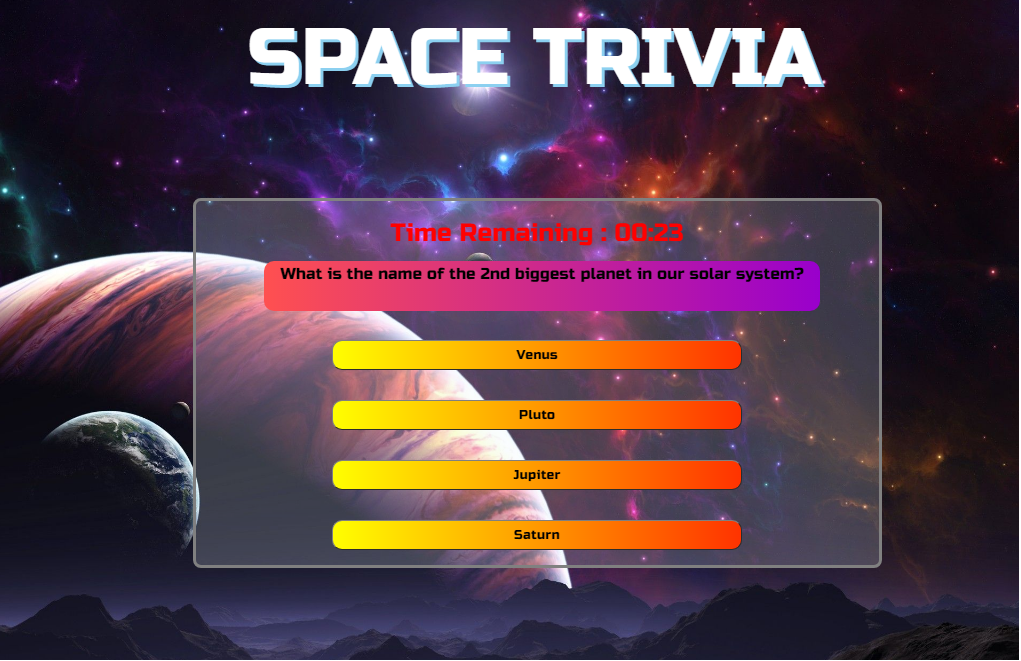 SPACE TRIVIA
Time Remaining : 00:23
What is the name of the 2nd biggest planet in our solar system?
Venus
Pluto
Jupiter
Saturn